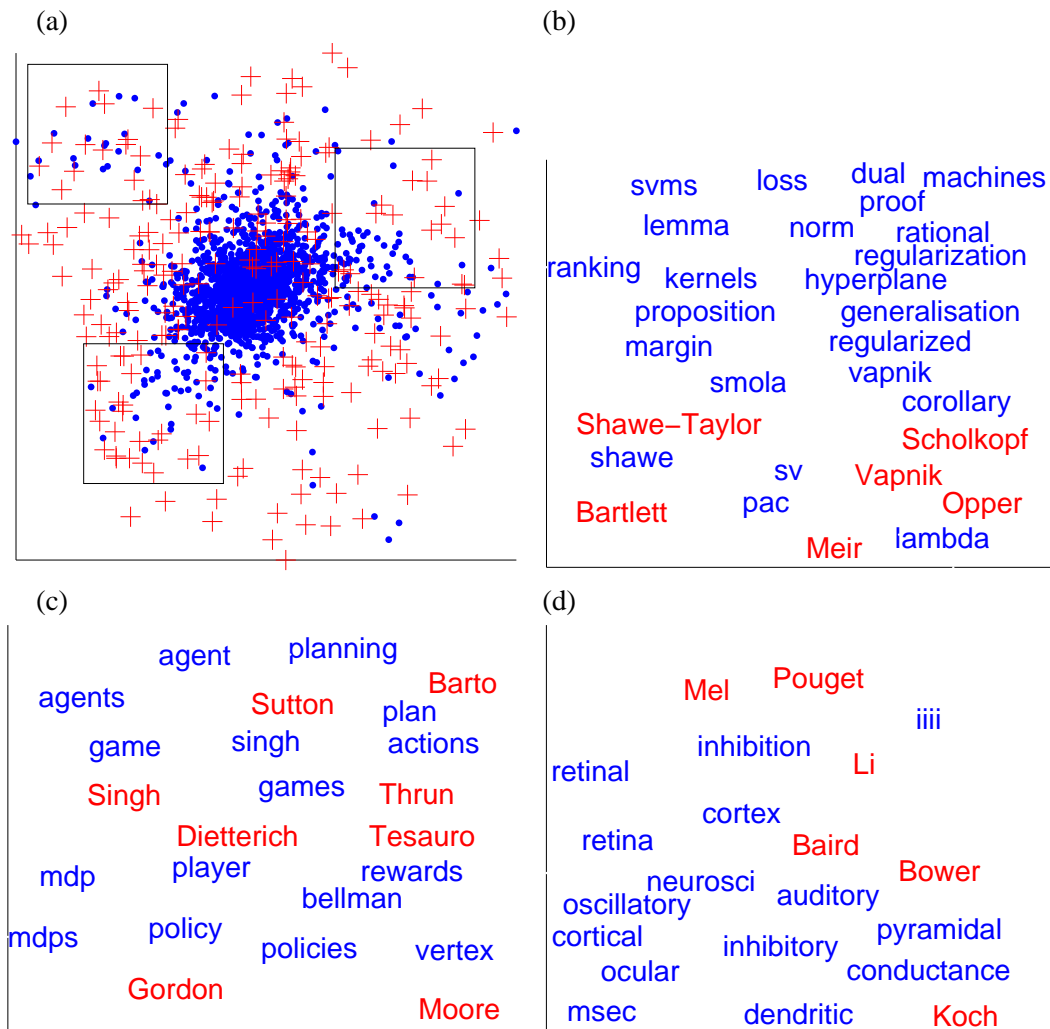 (a)
(b)
svms loss dual machines
proof
lemma norm rational
regularization
ranking kernels hyperplane
proposition generalisation
margin regularized
smola vapnik
corollary
Shawe−Taylor Scholkopf
shawe sv Vapnik
Bartlett pac Opper
Meir lambda
(c)
agent planning
agents Sutton Barto
plan
game singh actions
Singh games Thrun
Dietterich Tesauro
mdp player rewards
bellman
mdps policy policies vertex
Gordon Moore
(d)
Mel Pouget
iiii
inhibition
retinal Li
cortex
retina Baird
Bower
neurosci auditory
oscillatory
cortical inhibitory pyramidal
ocular conductance
msec dendritic Koch